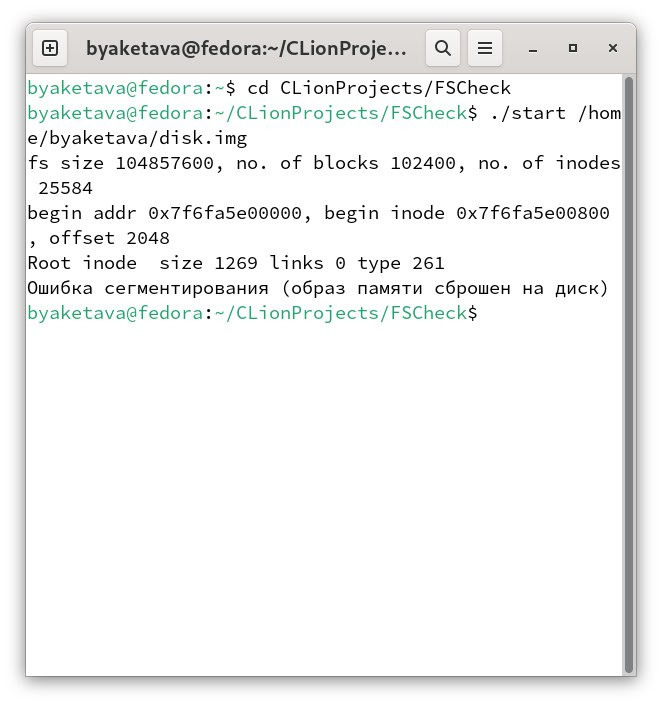 byaketava@fedora:~/CLionProje...
byaketava@fedora:~$ cd CLionProjects/FSCheck
byaketava@fedora:~/CLionProjects/FSCheck$ ./start /hom
e/byaketava/disk.img
fs size 104857600, no. of blocks 102400, no. of inodes
 25584
begin addr 0x7f6fa5e00000, begin inode 0x7f6fa5e00800
, offset 2048
Root inode  size 1269 links 0 type 261
Ошибка сегментирования (образ памяти сброшен на диск)
byaketava@fedora:~/CLionProjects/FSCheck$